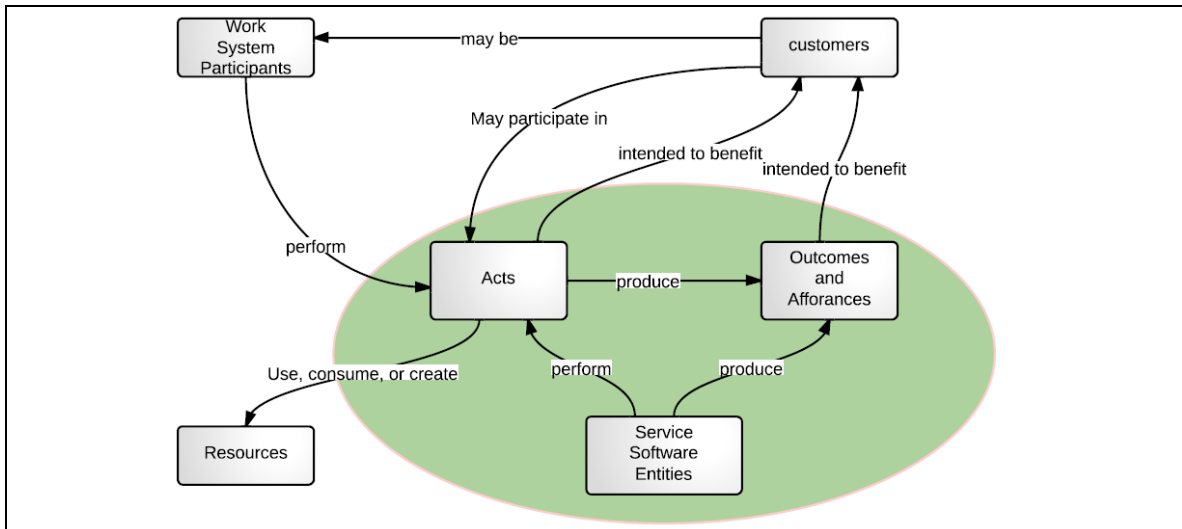 Work
System
Participants
may be
customers
May participate in
intended to benefit
intended to benefit
perform
Acts
produce
Outcomes
and
Afforances
Use, consume, or create
perform
produce
Resources
Service
Software
Entities